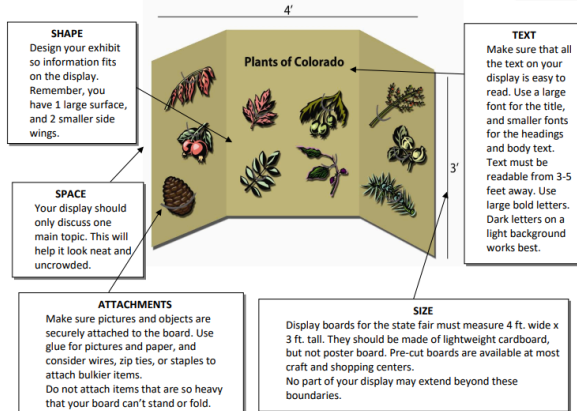 4’
SHAPE
Design your exhibit
so information fits
on the display.
Remember, you
have 1 large surface,
and 2 smaller side
wings.
Plants of Colorado
TEXT
Make sure that all
the text on your
display is easy to
read. Use a large
font for the title,
and smaller fonts
for the headings
and body text.
Text must be
readable from 3-5
feet away. Use
large bold letters.
Dark letters on a
light background
works best.
3’
SPACE
Your display should
only discuss one
main topic. This will
help it look neat and
uncrowded.
ATTACHMENTS
Make sure pictures and objects are
securely attached to the board. Use
glue for pictures and paper, and
consider wires, zip ties, or staples to
attach bulkier items.
Do not attach items that are so heavy
that your board can’t stand or fold.
SIZE
Display boards for the state fair must measure 4 ft. wide x
3 ft. tall. They should be made of lightweight cardboard,
but not poster board. Pre-cut boards are available at most
craft and shopping centers.
No part of your display may extend beyond these
boundaries.